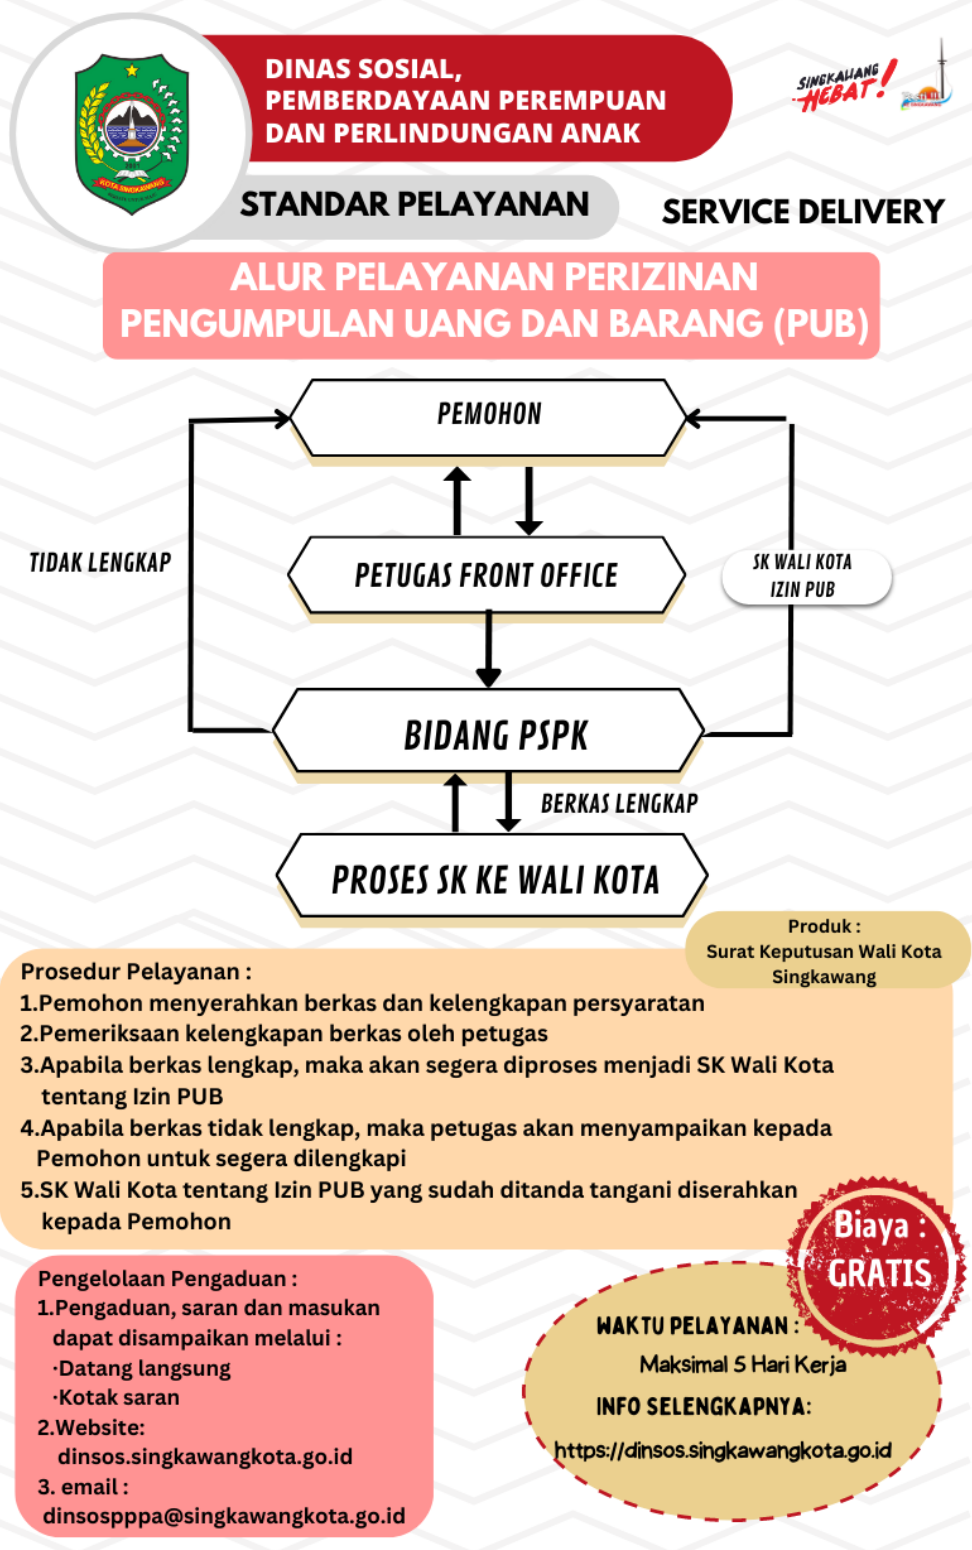 DINAS SOSIAL,
PEMBERDAYAAN PEREMPUAN
DAN PERLINDUNGAN ANAK
SINGKAWANG
HEBAT!
KOTA SINGKAWANG
STANDAR PELAYANAN
SERVICE DELIVERY
ALUR PELAYANAN PERIZINAN
PENGUMPULAN UANG DAN BARANG (PUB)
PEMOHON
TIDAK LENGKAP
PETUGAS FRONT OFFICE
SK WALI KOTA
IZIN PUB
BIDANG PSPK
BERKAS LENGKAP
PROSES SK KE WALI KOTA
Produk :
Surat Keputusan Wali Kota
Singkawang
Prosedur Pelayanan :
1.Pemohon menyerahkan berkas dan kelengkapan persyaratan
2.Pemeriksaan kelengkapan berkas oleh petugas
3.Apabila berkas lengkap, maka akan segera diproses menjadi SK Wali Kota
tentang Izin PUB
4.Apabila berkas tidak lengkap, maka petugas akan menyampaikan kepada
Pemohon untuk segera dilengkapi
5.SK Wali Kota tentang Izin PUB yang sudah ditanda tangani diserahkan
kepada Pemohon
Biaya :
GRATIS
Pengelolaan Pengaduan :
1.Pengaduan, saran dan masukan
dapat disampaikan melalui :
·Datang langsung
·Kotak saran
2.Website:
dinsos.singkawangkota.go.id
3. email :
dinsospppa@singkawangkota.go.id
WAKTU PELAYANAN :
Maksimal 5 Hari Kerja
INFO SELENGKAPNYA:
https://dinsos.singkawangkota.go.id